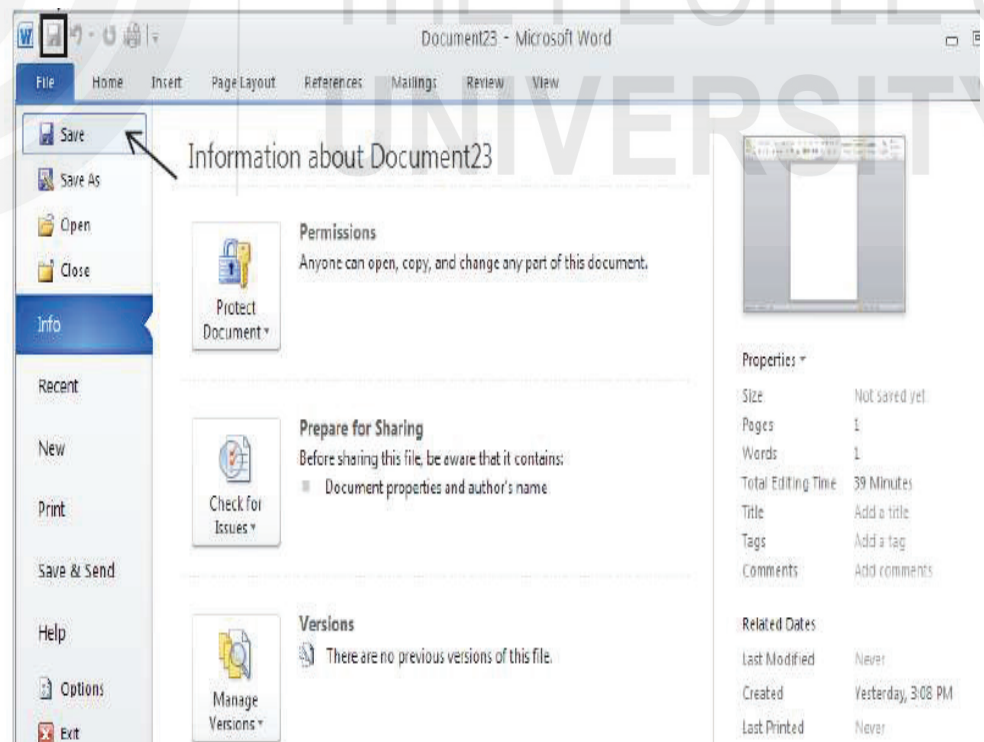 THE PEOPLE'S
UNIVERSITY
W
Document23 - Microsoft Word
File Home Insert Page Layout References Mailings Review View
Save
Save As
Open
Close
Info
Recent
New
Print
Save & Send
Help
Options
Exit
Information about Document23
Permissions
Anyone can open, copy, and change any part of this document.
Protect
Document
Prepare for Sharing
Before sharing this file, be aware that it contains:
Document properties and author's name
Check for
Issues
Versions
There are no previous versions of this file.
Manage
Versions
Properties
Size Not saved yet
Pages 1
Words 1
Total Editing Time 39 Minutes
Title Add a title
Tags Add a tag
Comments Add comments
Related Dates
Last Modified Never
Created Yesterday, 3:08 PM
Last Printed Never